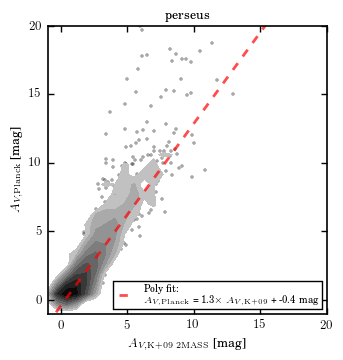 perseus
20
15
10
5
0
A_{V,Planck} [mag]
0
5
10
15
20
A_{V,K+09 2MASS} [mag]
Poly fit:
A_{V,Planck} = 1.3× A_{V,K+09} + -0.4 mag